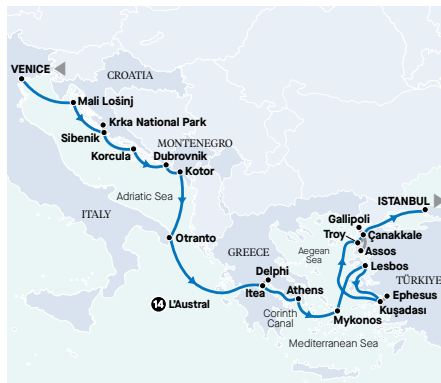 VENICE
CROATIA
Mali Lošinj
Krka National Park
Sibenik
MONTENEGRO
Korcula
Dubrovnik
Kotor
Adriatic Sea
ISTANBUL
ITALY
Gallipoli
Troy
Çanakkale
Otranto
GREECE
Aegean
Sea
Assos
Lesbos
Delphi
TÜRKIYE
Itea
Athens
Ephesus
14 L'Austral
Corinth
Canal
Kuşadası
Mykonos
Mediterranean Sea